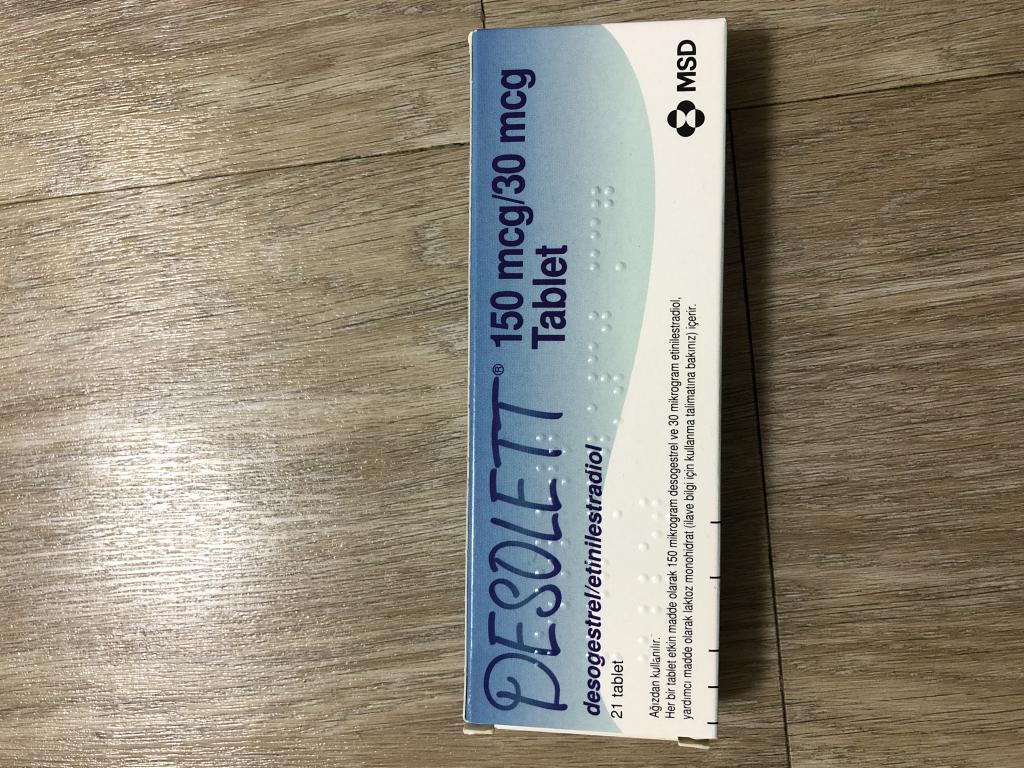 DESOLETT® 150 mcg/30 mcg
Tablet
desogestrel/etinilestradiol
21 tablet
Ağızdan kullanılır.
Her bir tablet etkin madde olarak 150 mikrogram desogestrel ve 30 mikrogram etinilestradiol,
yardımcı madde olarak laktoz monohidrat (ilave bilgi için kullanma talimatına bakınız) içerir.
MSD